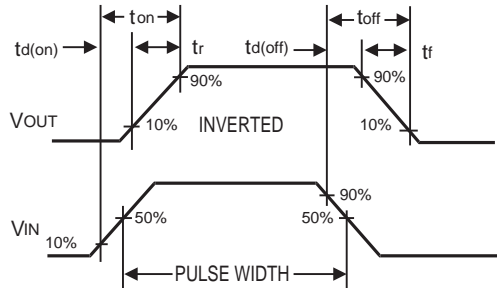 ton
toff
td(on)
tr
td(off)
tf
90%
90%
VOUT
10%
INVERTED
10%
90%
50%
50%
VIN
10%
PULSE WIDTH